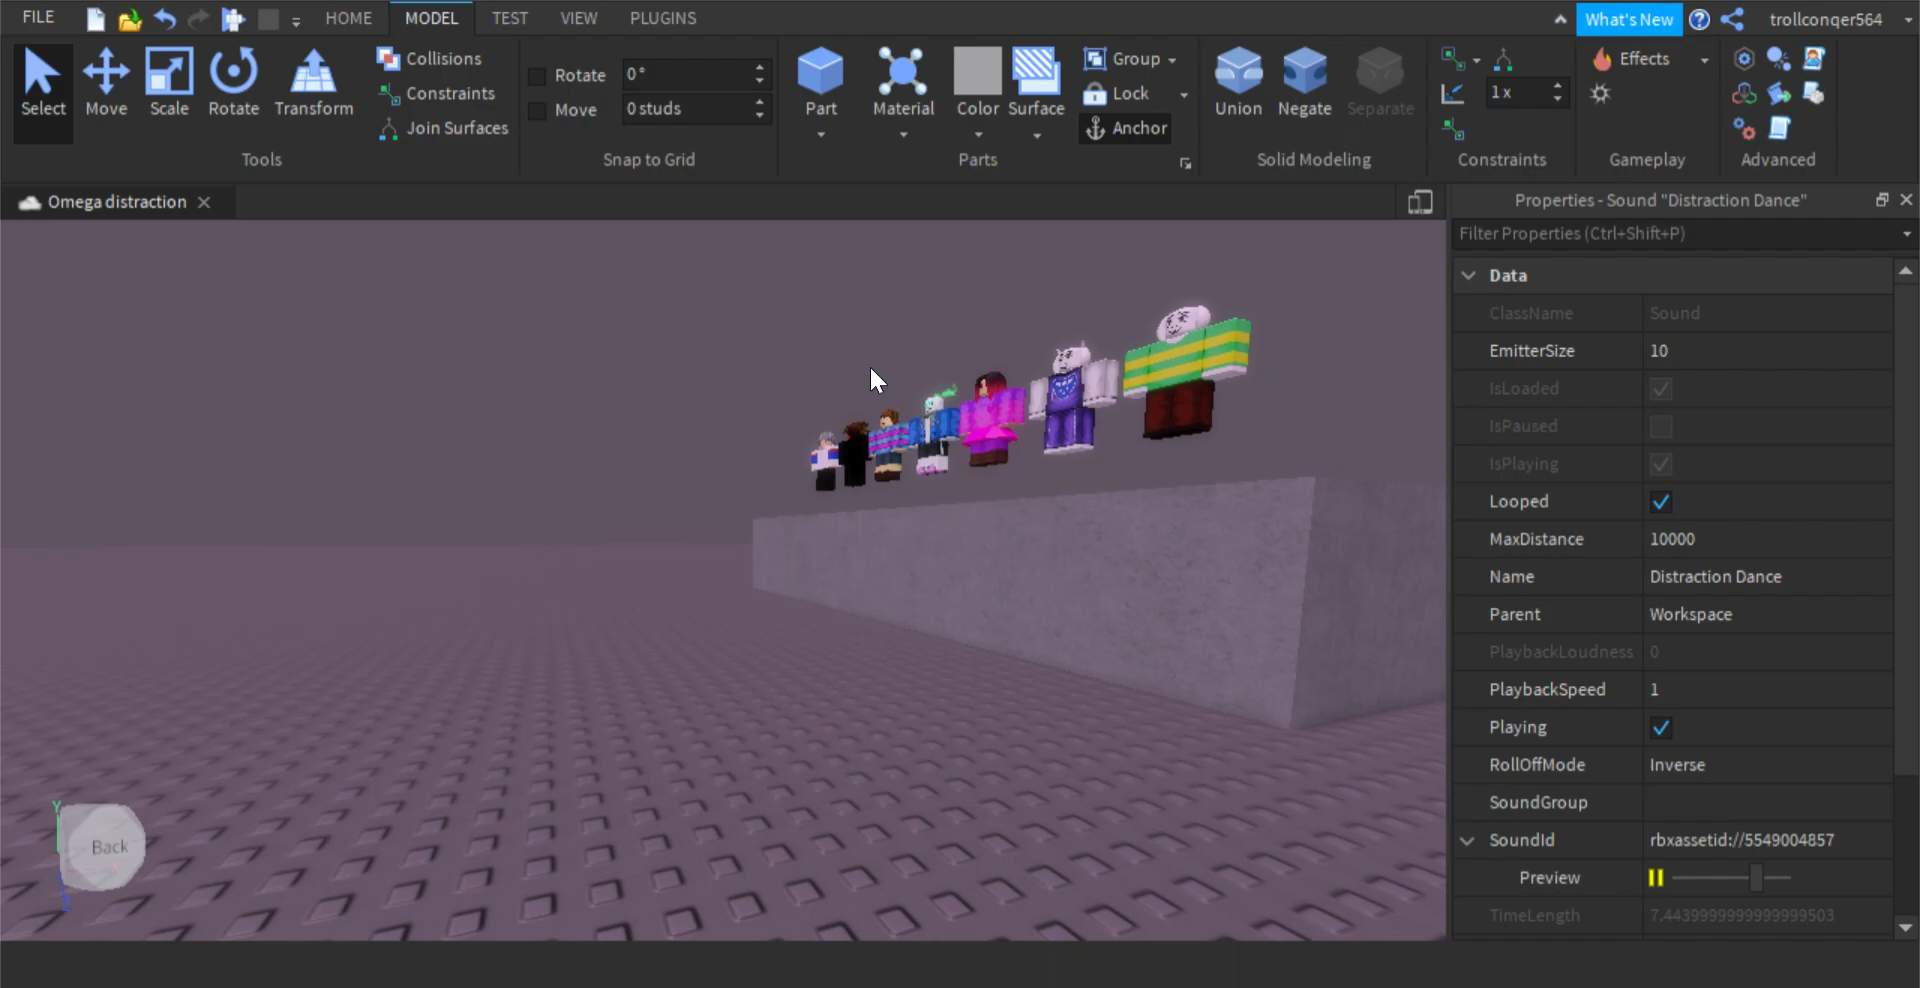 FILE HOME MODEL TEST VIEW PLUGINS What's New ? trollconqer564
Select Move Scale Rotate Transform
Collisions
Constraints
Join Surfaces
Tools
Rotate 0°
Move 0 studs
Snap to Grid
Part Material Color Surface
Group
Lock
Anchor
Parts
Union Negate Separate
Solid Modeling
1x
Constraints
Effects
Gameplay
Advanced
Omega distraction
Back
Y
Z
Properties - Sound "Distraction Dance"
Filter Properties (Ctrl+Shift+P)
Data
ClassName Sound
EmitterSize 10
IsLoaded
IsPaused
IsPlaying
Looped
MaxDistance 10000
Name Distraction Dance
Parent Workspace
PlaybackLoudness 0
PlaybackSpeed 1
Playing
RollOffMode Inverse
SoundGroup
SoundId rbxassetid://5549004857
Preview
TimeLength 7.4439999999999999503